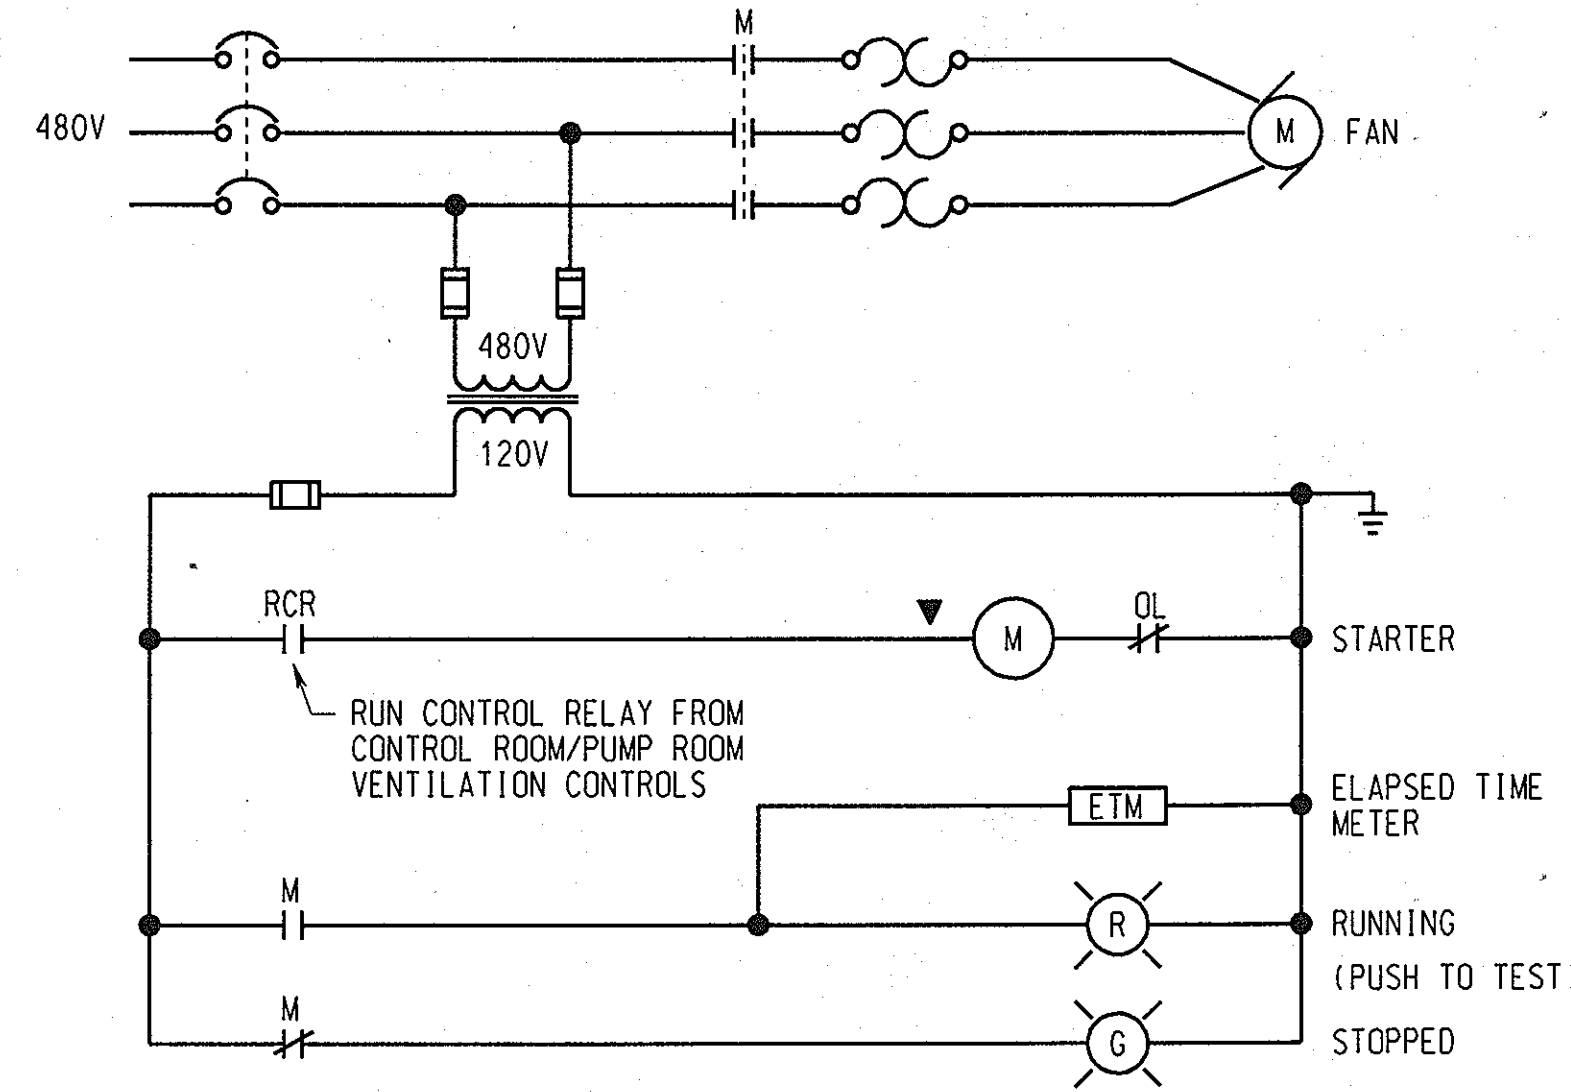 M
480V
M
FAN
480V
120V
RCR
OL
M
STARTER
RUN CONTROL RELAY FROM
CONTROL ROOM/PUMP ROOM
VENTILATION CONTROLS
ETM
ELAPSED TIME
METER
M
R
RUNNING
(PUSH TO TEST
M
G
STOPPED